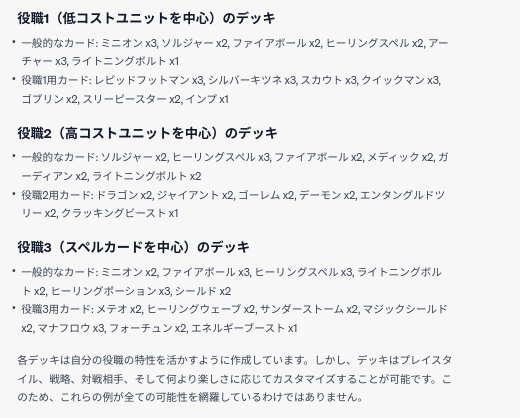 役職1（低コストユニットを中心）のデッキ
• 一般的なカード: ミニオン x3, ソルジャー x2, ファイアボール x2, ヒーリングスペル x2, アー
チャー x3, ライトニングボルト x1
• 役職1用カード: レピッドフットマン x3, シルバーキツネ x3, スカウト x3, クイックマン x3,
ゴブリン x2, スリーピースター x2, インプ x1
役職2（高コストユニットを中心）のデッキ
• 一般的なカード: ソルジャー x2, ヒーリングスペル x3, ファイアボール x2, メディック x2, ガ
ーディアン x2, ライトニングボルト x2
• 役職2用カード: ドラゴン x2, ジャイアント x2, ゴーレム x2, デーモン x2, エンタングルドツ
リー x2, クラッキングビースト x1
役職3（スペルカードを中心）のデッキ
• 一般的なカード: ミニオン x2, ファイアボール x3, ヒーリングスペル x3, ライトニングボル
ト x2, ヒーリングポーション x3, シールド x2
• 役職3用カード: メテオ x2, ヒーリングウェーブ x2, サンダーストーム x2, マジックシールド
x2, マナフロウ x3, フォーチュン x2, エネルギーブースト x1
各デッキは自分の役職の特性を活かすように作成しています。しかし、デッキはプレイスタ
イル、戦略、対戦相手、そして何より楽しさに応じてカスタマイズすることが可能です。こ
のため、これらの例が全ての可能性を網羅しているわけではありません。